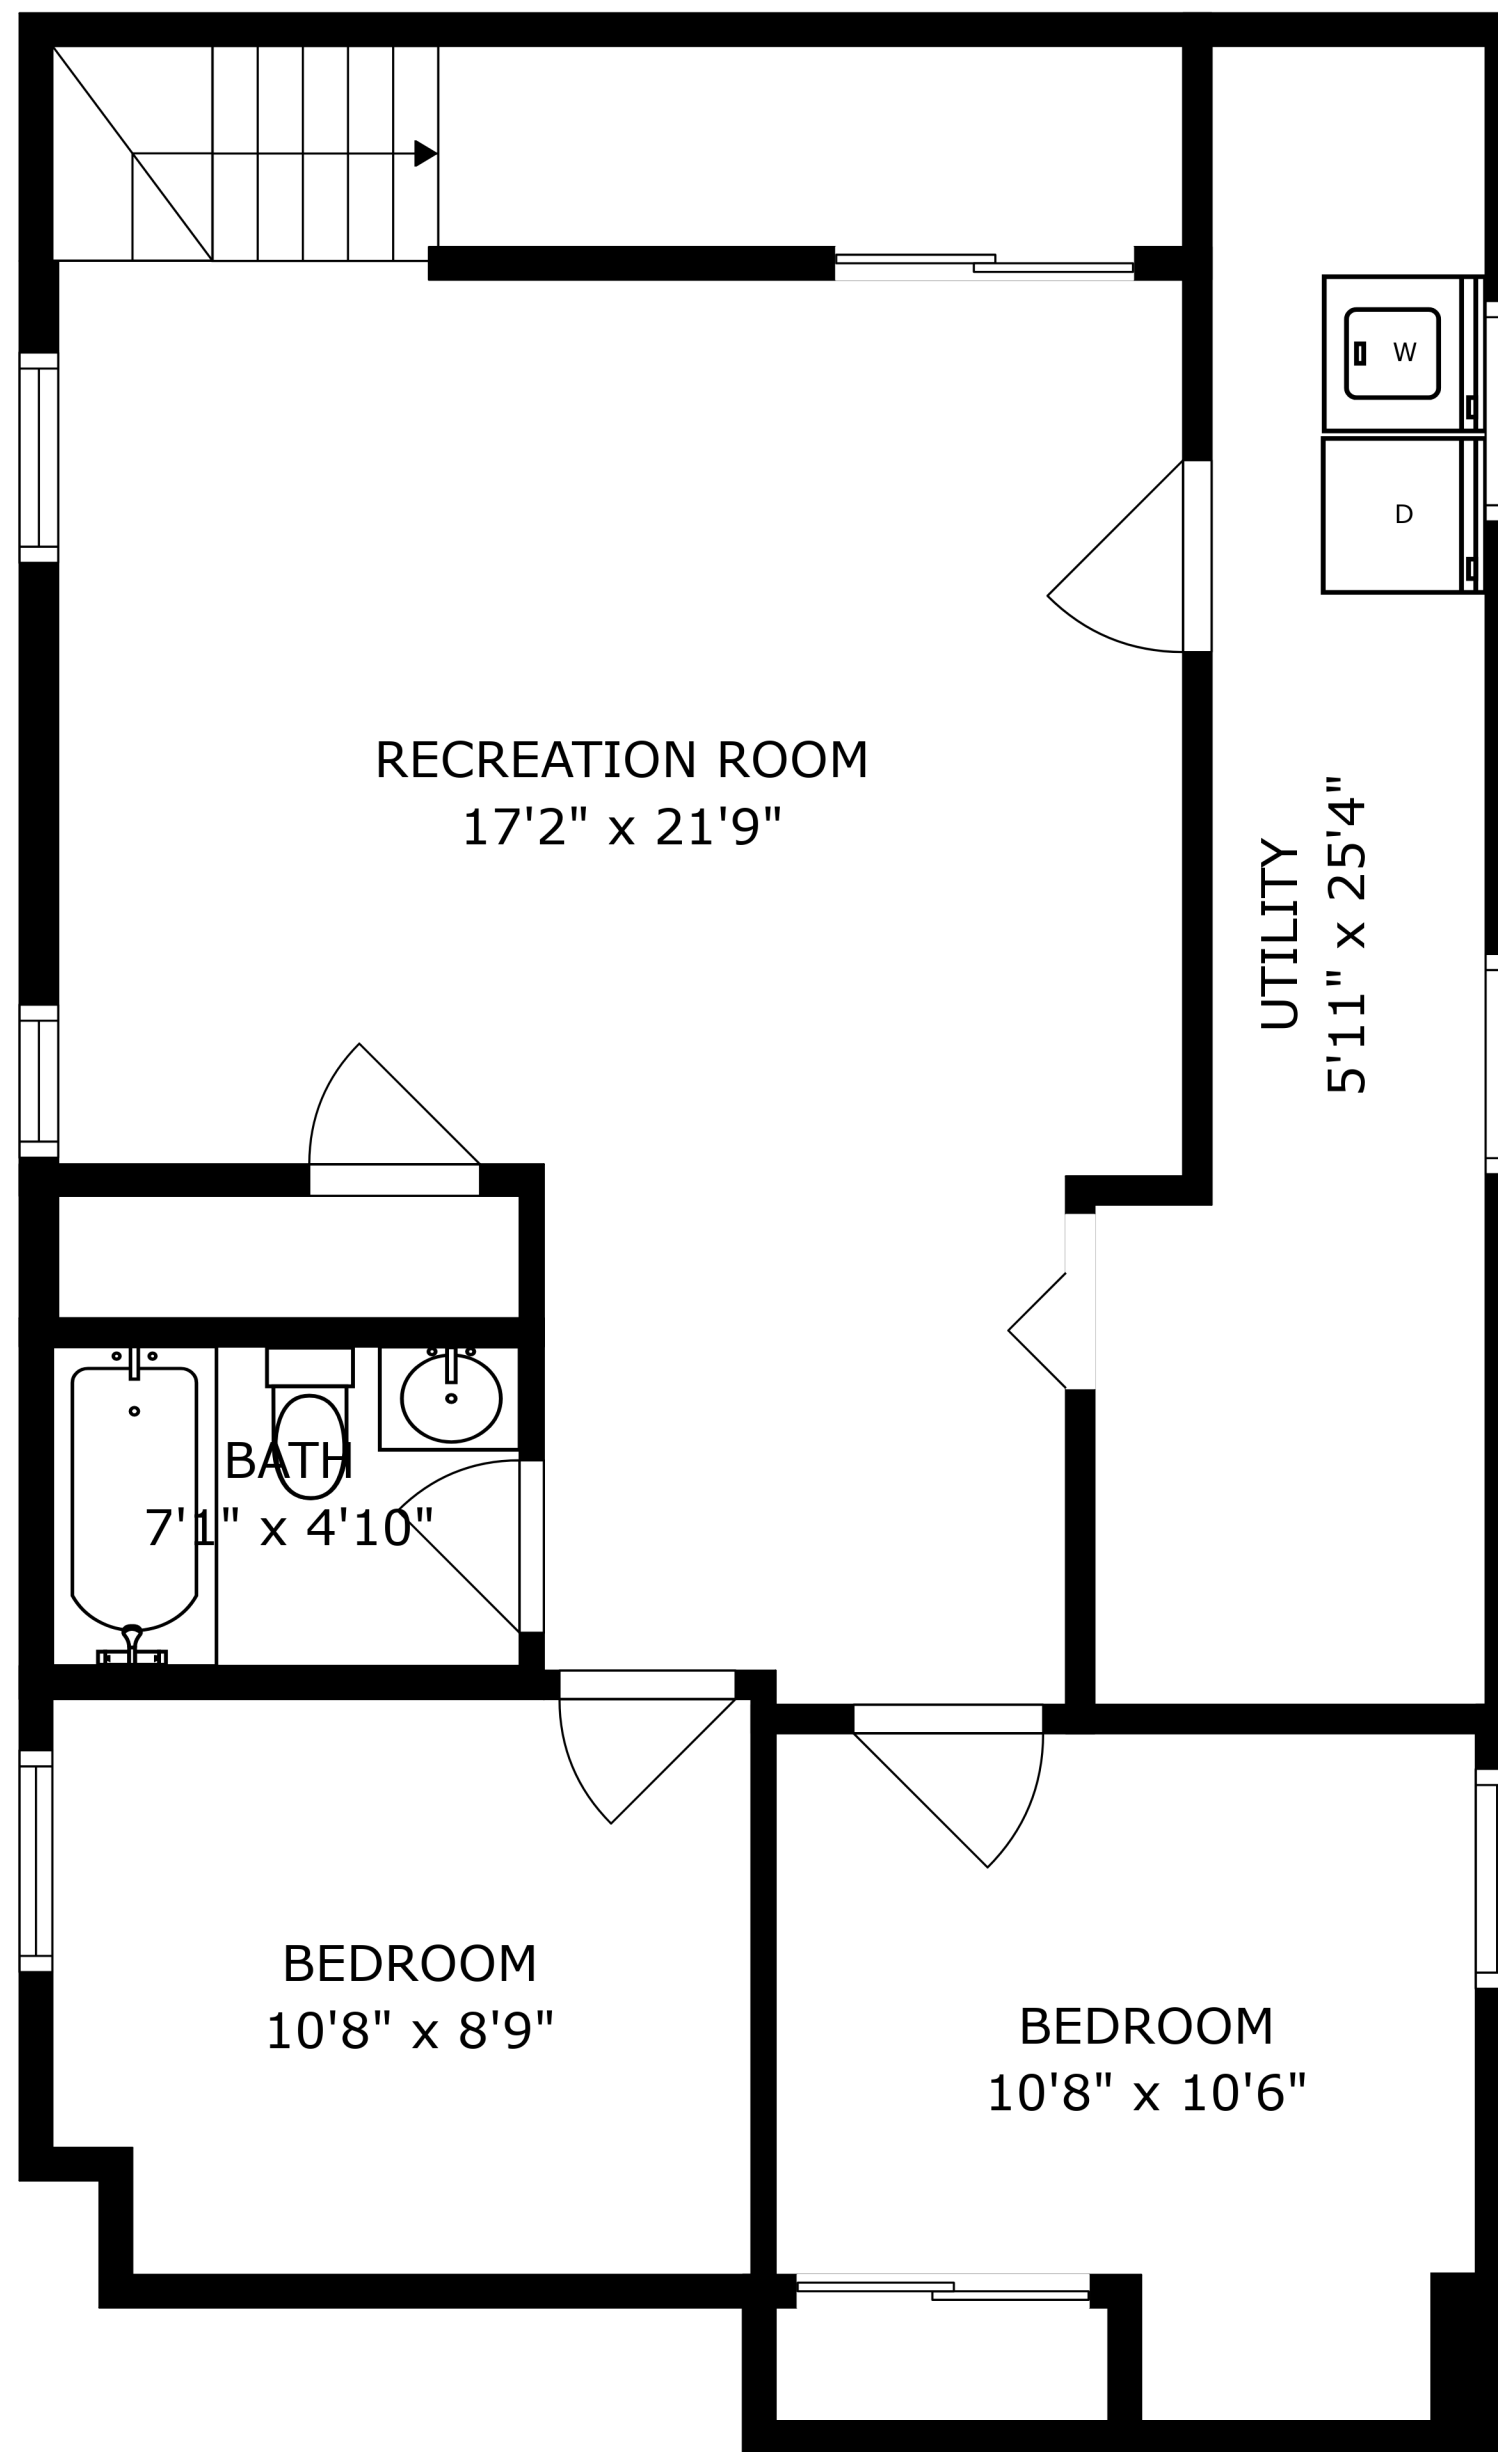 W
D
RECREATION ROOM
17'2" x 21'9"
UTILITY
5'11" x 25'4"
BATH
7'1" x 4'10"
BEDROOM
10'8" x 8'9"
BEDROOM
10'8" x 10'6"